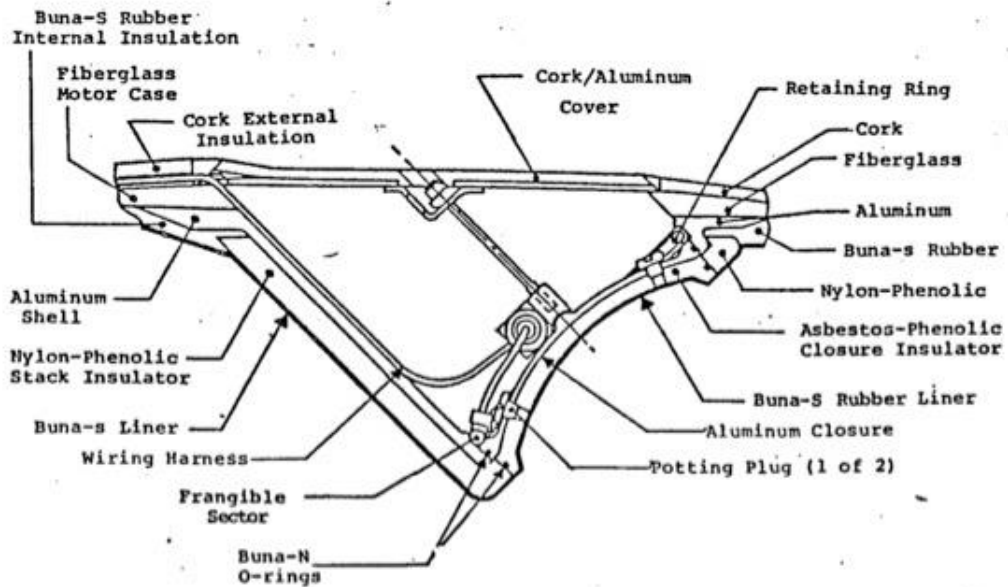 Buna-S Rubber
Internal Insulation
Fiberglass
Motor Case
Cork External
Insulation
Cork/Aluminum
Cover
Retaining Ring
Cork
Fiberglass
Aluminum
Buna-s Rubber
Nylon-Phenolic
Asbestos-Phenolic
Closure Insulator
Buna-S Rubber Liner
Aluminum Closure
Potting Plug (1 of 2)
Aluminum
Shell
Nylon-Phenolic
Stack Insulator
Buna-s Liner
Wiring Harness
Frangible
Sector
Buna-N
O-rings